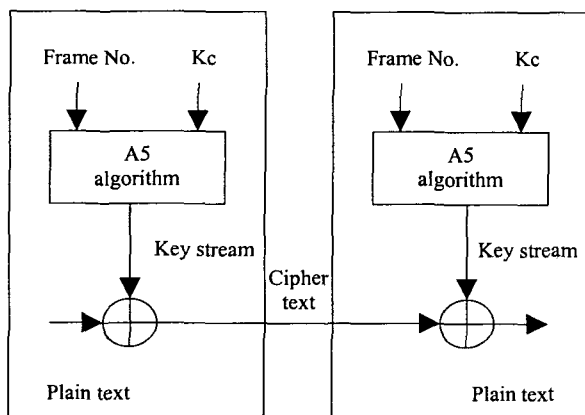 Frame No. Kc
A5
algorithm
Key stream
Plain text
Cipher
text
Frame No. Kc
A5
algorithm
Key stream
Plain text